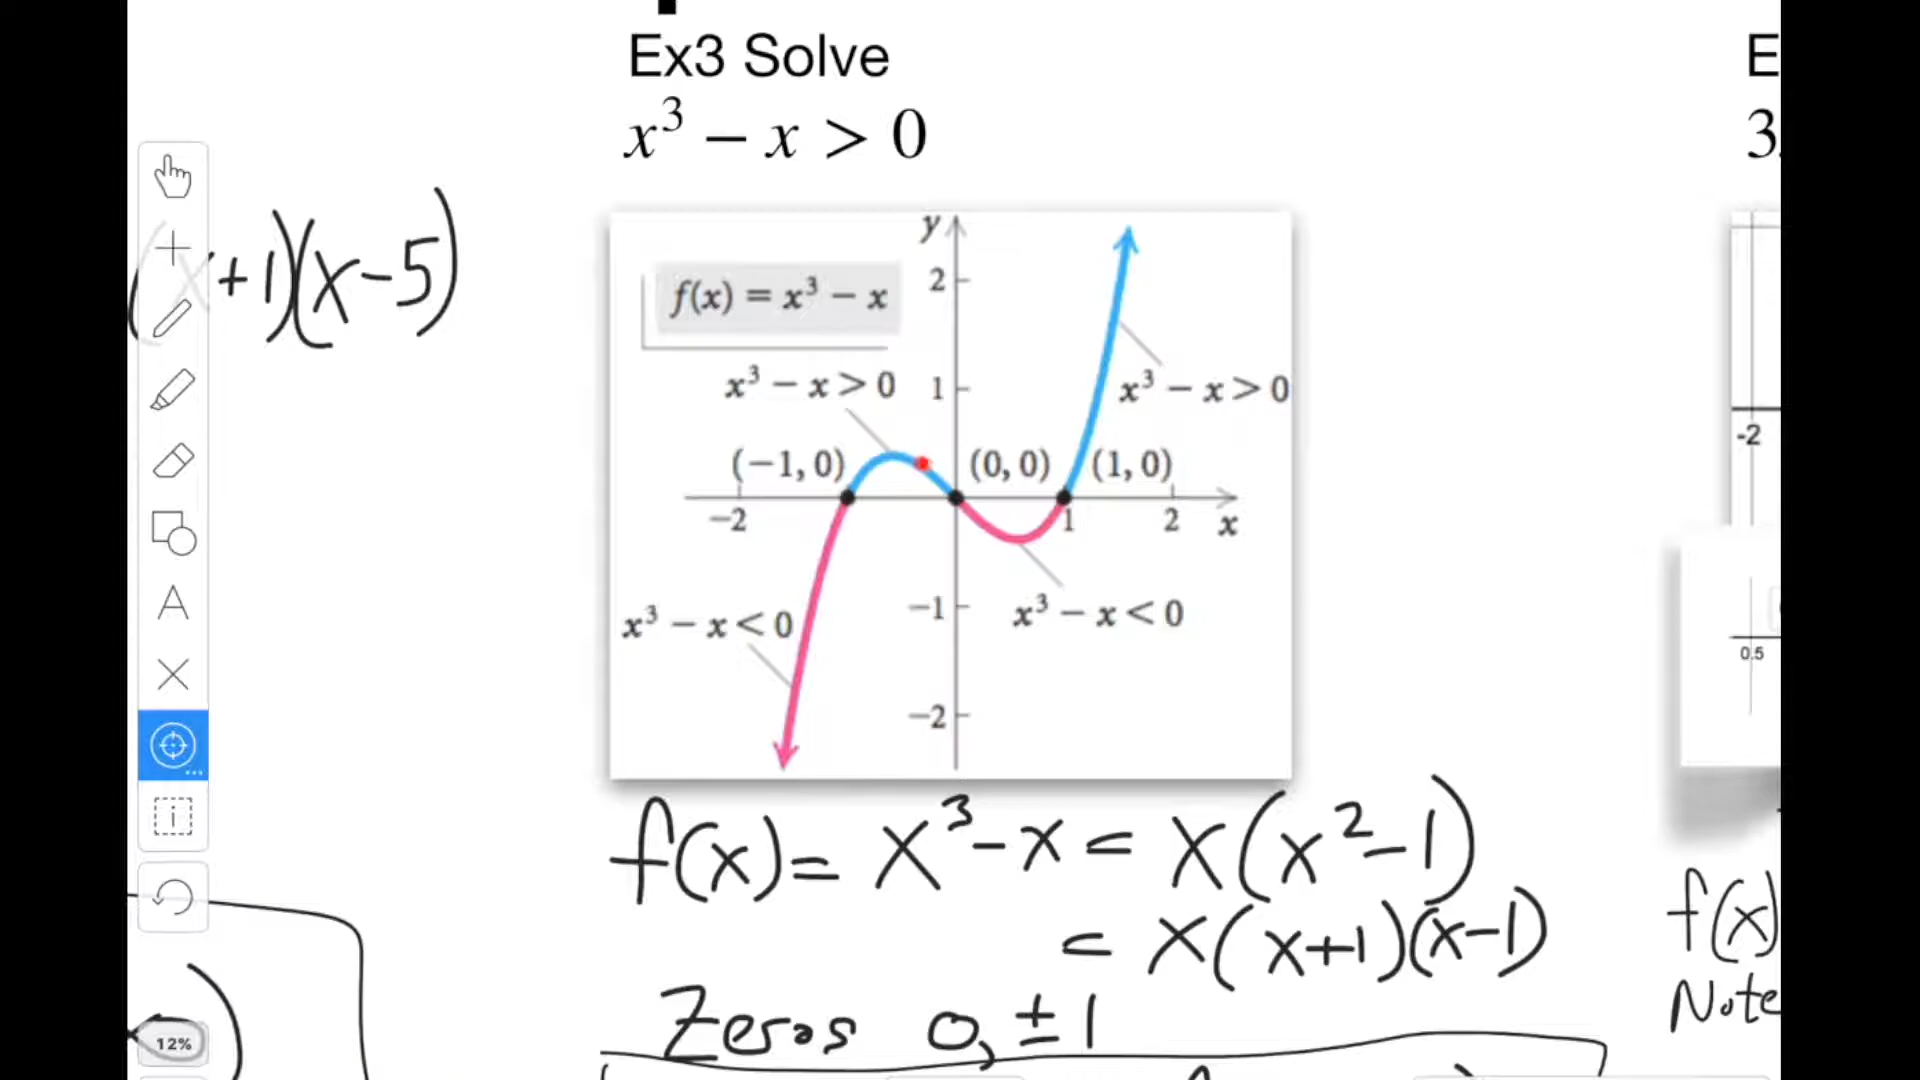 Ex3 Solve
x³ − x > 0
E
3
(x+1)(x−5)
y
2
f(x) = x³ − x
x³ − x > 0
1
x³ − x > 0
(−1, 0)
(0, 0)
(1, 0)
−2
1
2
x
x³ − x < 0
−1
x³ − x < 0
−2
-2
0.5
A
f(x) = x³ − x = x(x² − 1)
= x(x+1)(x−1)
Zeros 0, ±1
f(x)
Note
12%